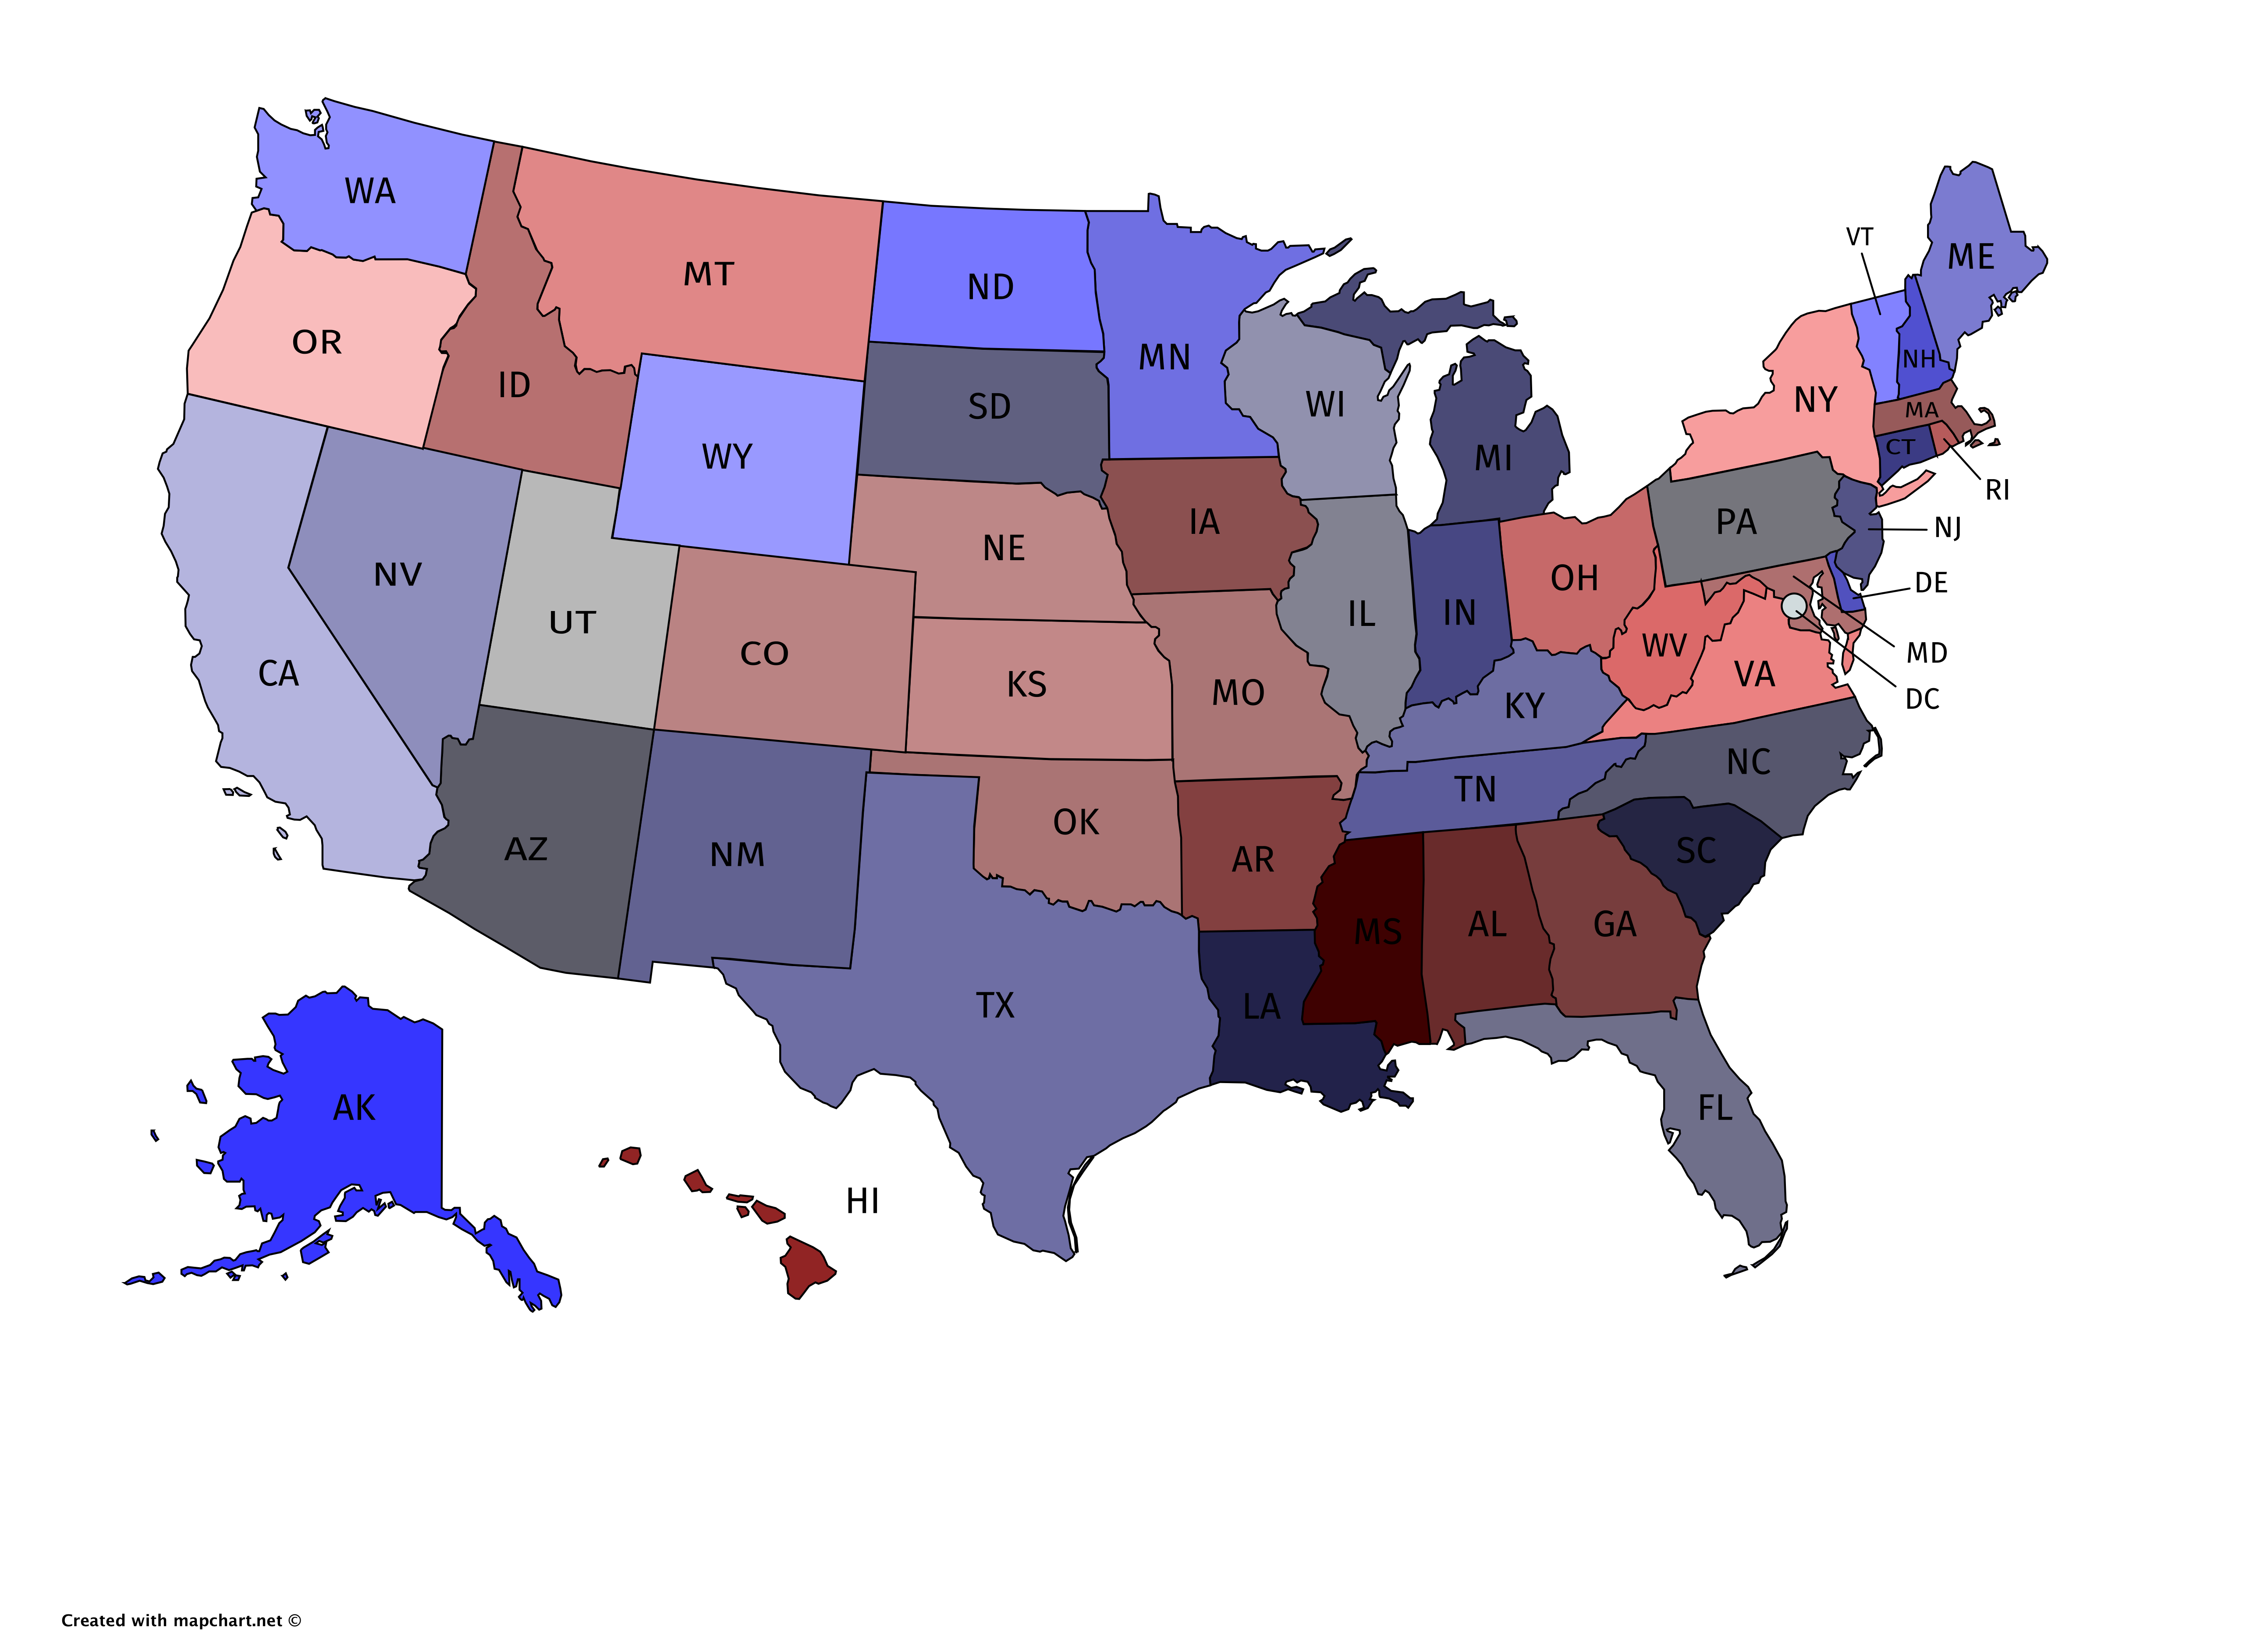 WA
VT
ME
MT
ND
OR
MN
NH
ID
NY
WI
SD
MA
WY
CT
MI
RI
IA
PA
NJ
NE
NV
OH
DE
IL
IN
UT
CO
WV
MD
CA
VA
KS
MO
DC
KY
NC
TN
OK
AZ
NM
AR
SC
MS
AL
GA
TX
LA
AK
FL
HI
Created with mapchart.net ©